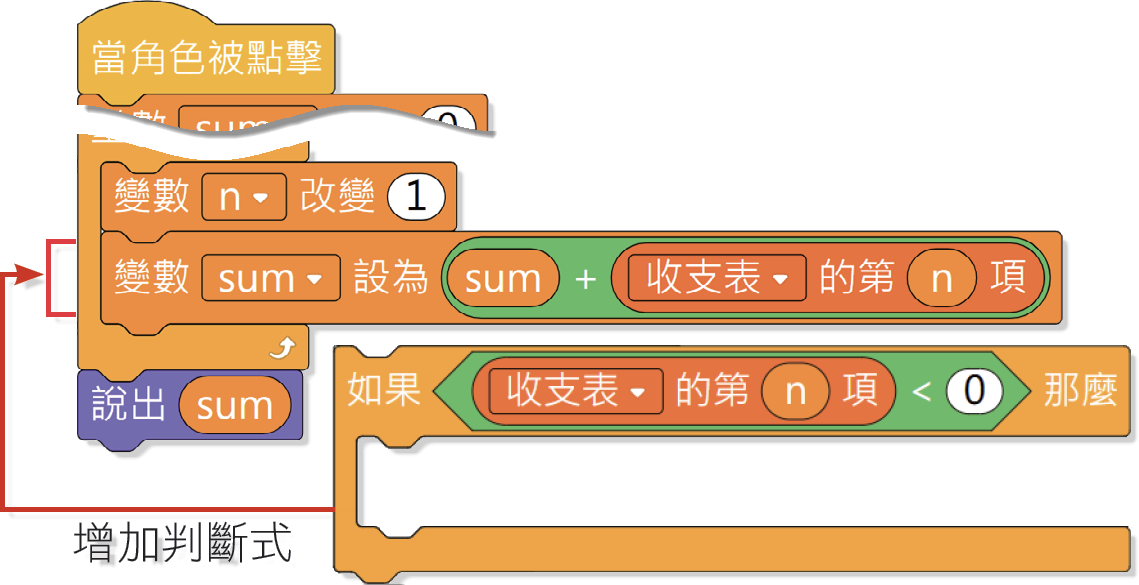 當角色被點擊
變數 n 改變 1
變數 sum 設為 sum + 收支表 的第 n 項
說出 sum
如果 收支表 的第 n 項 < 0 那麼
增加判斷式